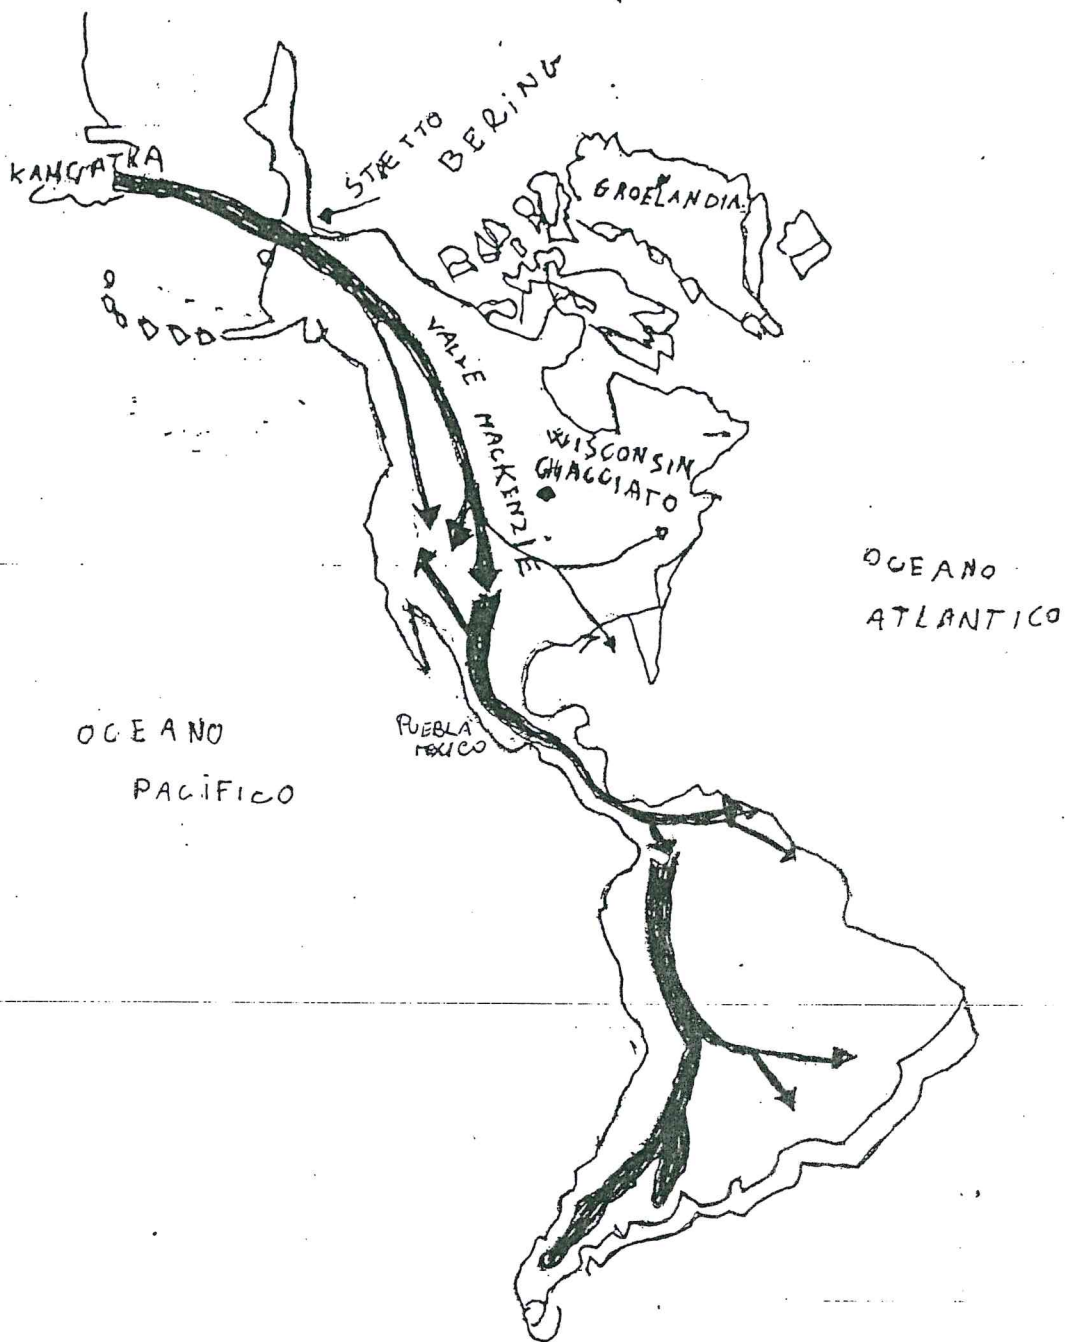 STRETTO
BERING
KAMCIATKA
GROELANDIA
VALLE MACKENZIE
WISCONSIN
GHIACCIATO
OCEANO
ATLANTICO
PUEBLA
MEXICO
OCEANO
PACIFICO